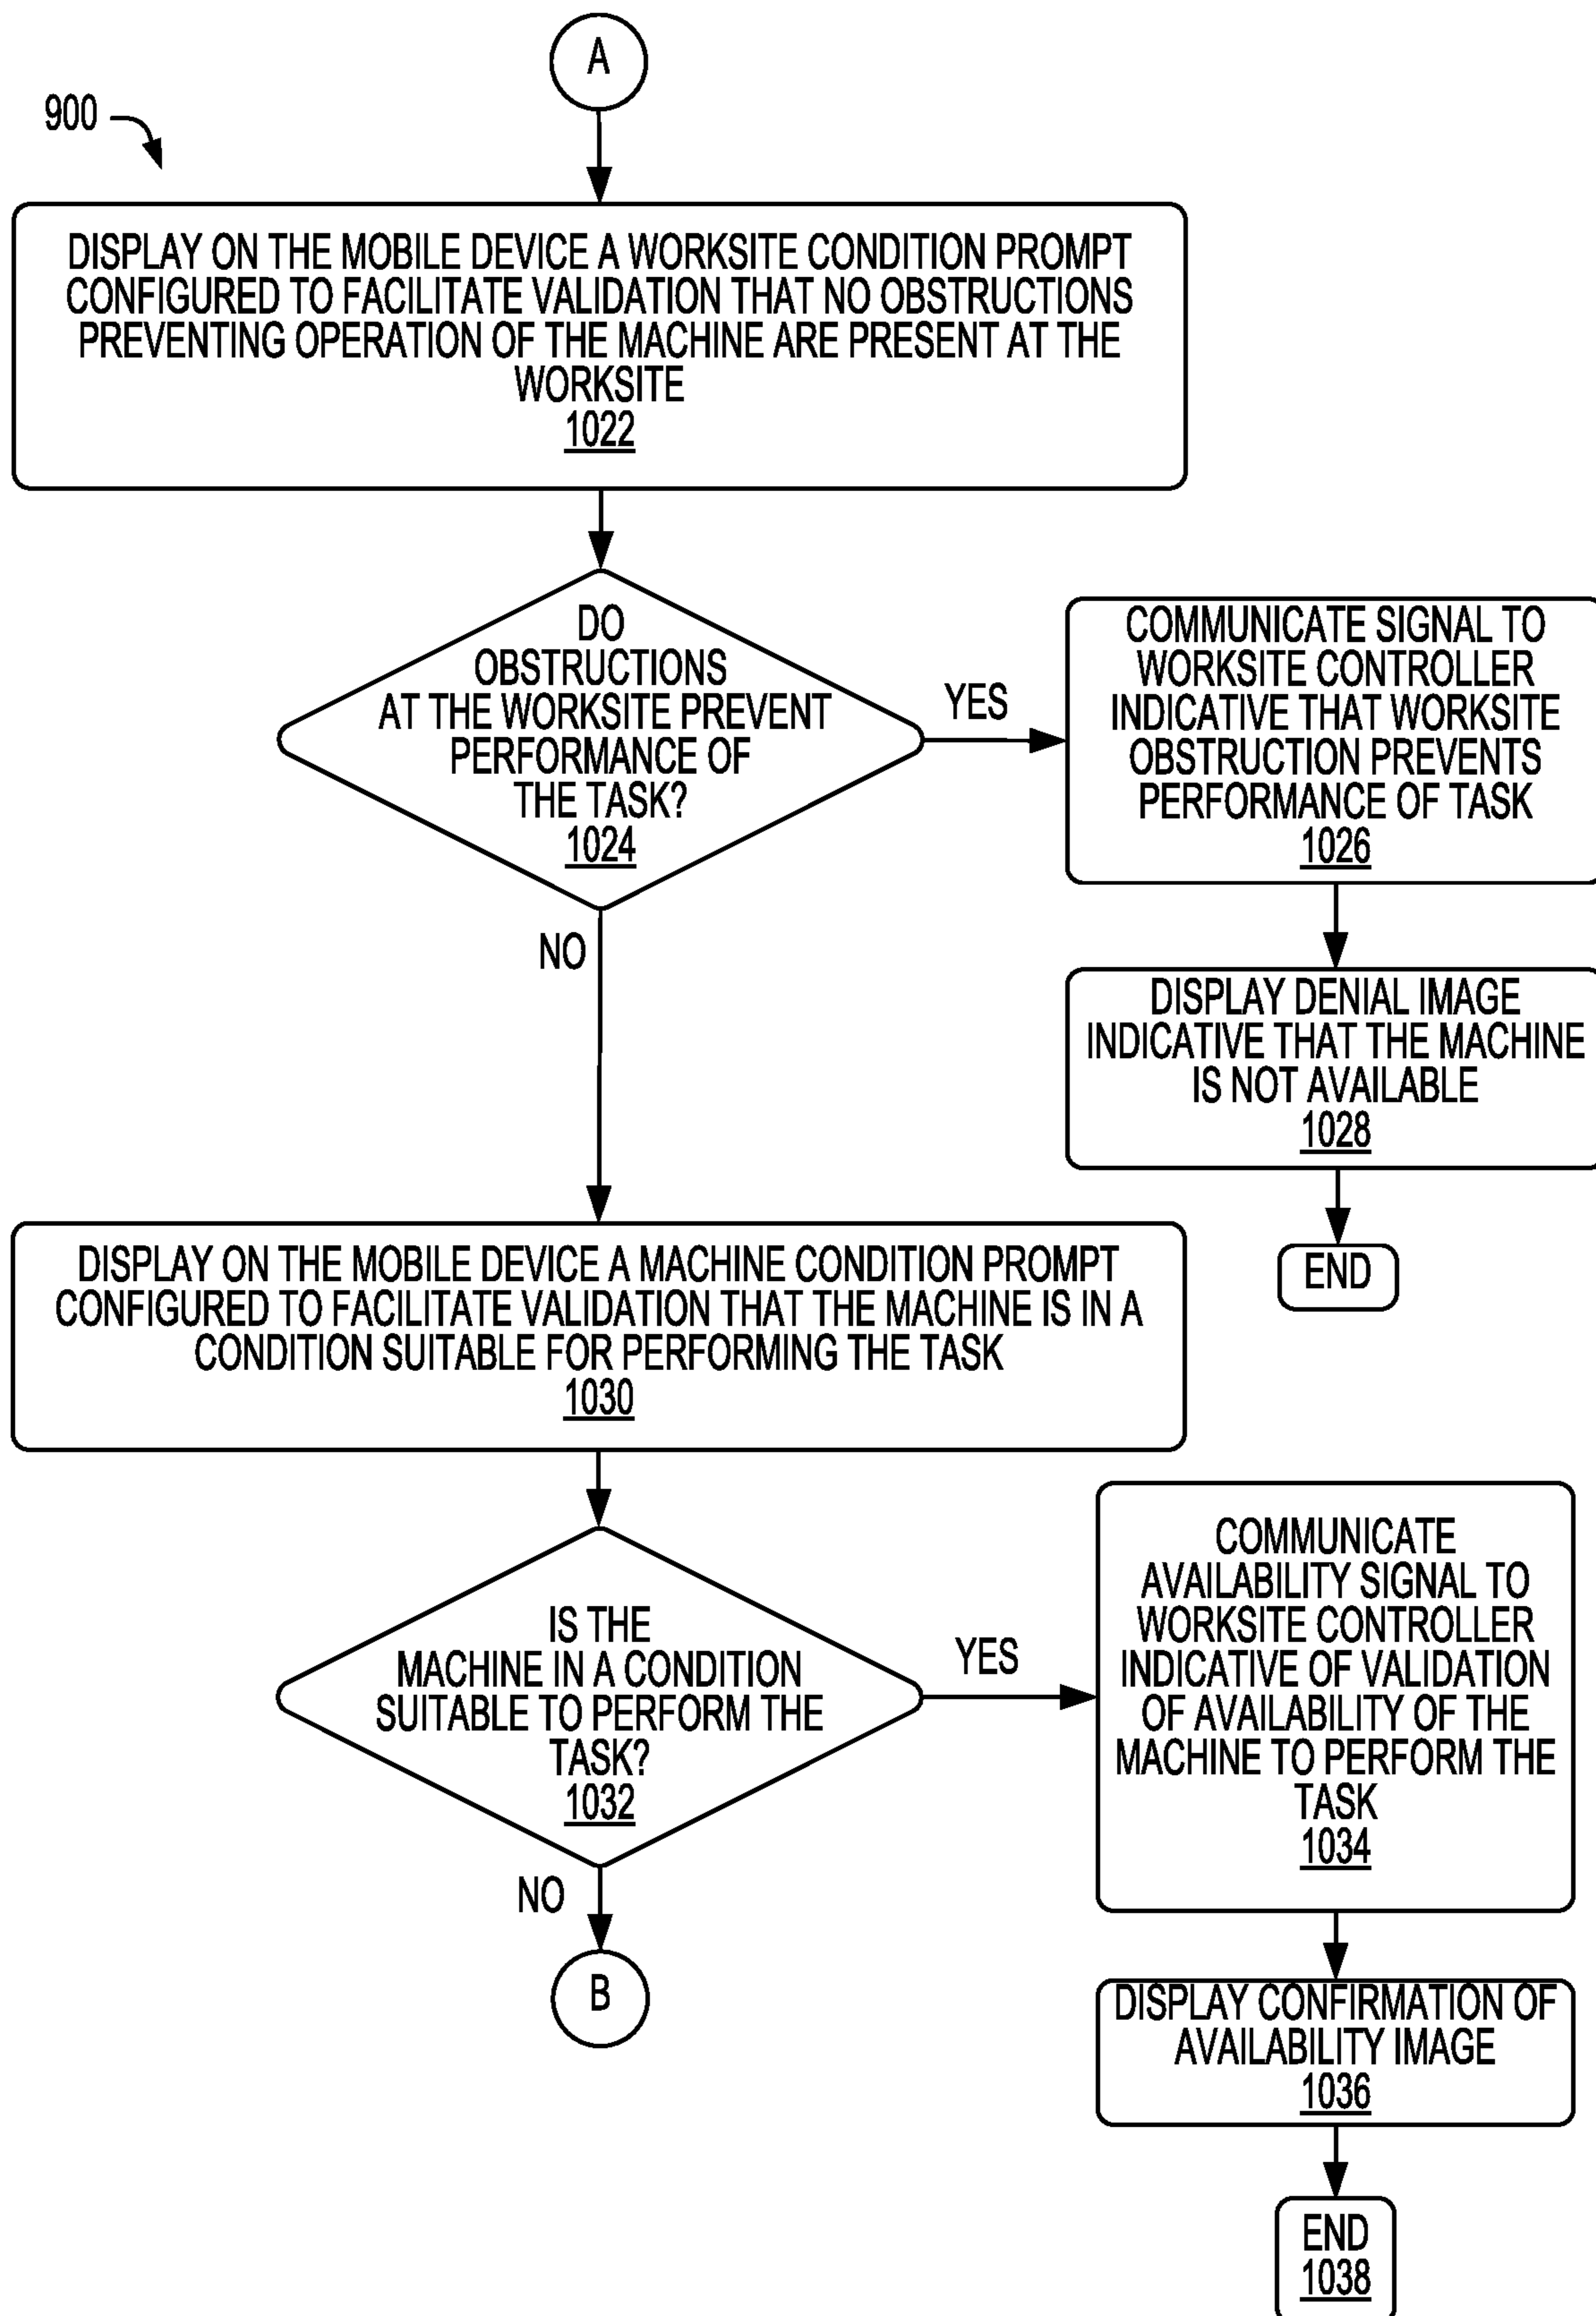 A
900
DISPLAY ON THE MOBILE DEVICE A WORKSITE CONDITION PROMPT
CONFIGURED TO FACILITATE VALIDATION THAT NO OBSTRUCTIONS
PREVENTING OPERATION OF THE MACHINE ARE PRESENT AT THE
WORKSITE
1022
DO
OBSTRUCTIONS
AT THE WORKSITE PREVENT
PERFORMANCE OF
THE TASK?
1024
YES
COMMUNICATE SIGNAL TO
WORKSITE CONTROLLER
INDICATIVE THAT WORKSITE
OBSTRUCTION PREVENTS
PERFORMANCE OF TASK
1026
NO
DISPLAY DENIAL IMAGE
INDICATIVE THAT THE MACHINE
IS NOT AVAILABLE
1028
END
DISPLAY ON THE MOBILE DEVICE A MACHINE CONDITION PROMPT
CONFIGURED TO FACILITATE VALIDATION THAT THE MACHINE IS IN A
CONDITION SUITABLE FOR PERFORMING THE TASK
1030
IS THE
MACHINE IN A CONDITION
SUITABLE TO PERFORM THE
TASK?
1032
YES
COMMUNICATE
AVAILABILITY SIGNAL TO
WORKSITE CONTROLLER
INDICATIVE OF VALIDATION
OF AVAILABILITY OF THE
MACHINE TO PERFORM THE
TASK
1034
NO
B
DISPLAY CONFIRMATION OF
AVAILABILITY IMAGE
1036
END
1038